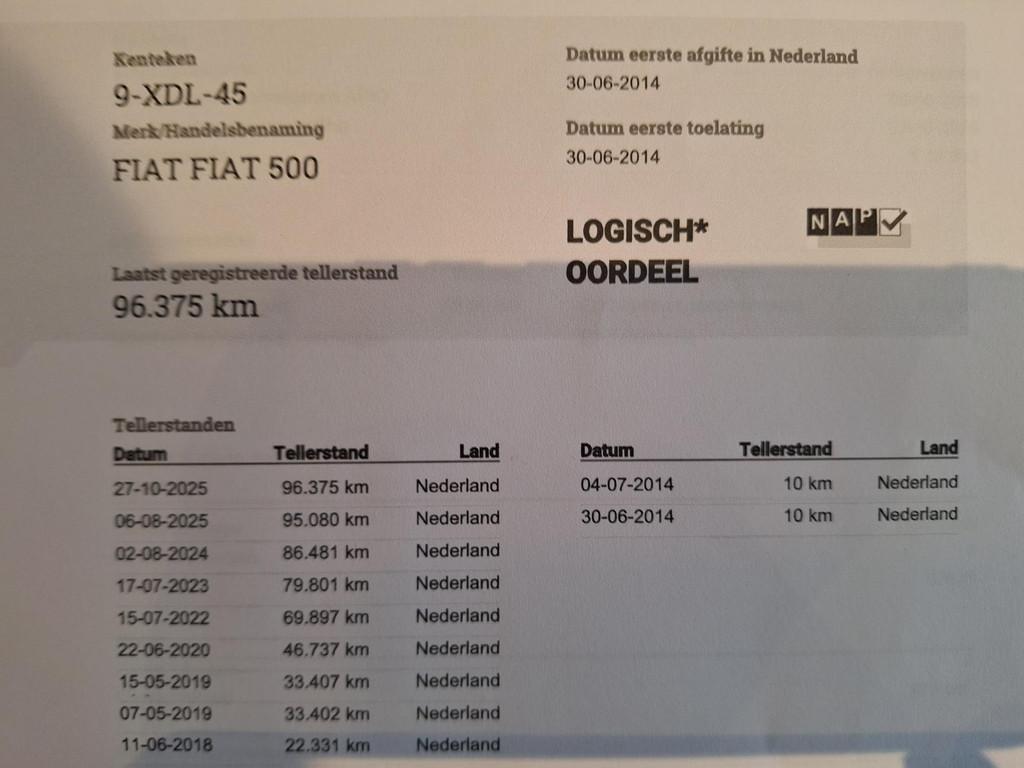 Kenteken
9-XDL-45
Merk/Handelsbenaming
FIAT FIAT 500
Laatst geregistreerde tellerstand
96.375 km
Datum eerste afgifte in Nederland
30-06-2014
Datum eerste toelating
30-06-2014
LOGISCH*
OORDEEL
NAP
Tellerstanden
Datum Tellerstand Land
27-10-2025 96.375 km Nederland
06-08-2025 95.080 km Nederland
02-08-2024 86.481 km Nederland
17-07-2023 79.801 km Nederland
15-07-2022 69.897 km Nederland
22-06-2020 46.737 km Nederland
15-05-2019 33.407 km Nederland
07-05-2019 33.402 km Nederland
11-06-2018 22.331 km Nederland
Datum Tellerstand Land
04-07-2014 10 km Nederland
30-06-2014 10 km Nederland